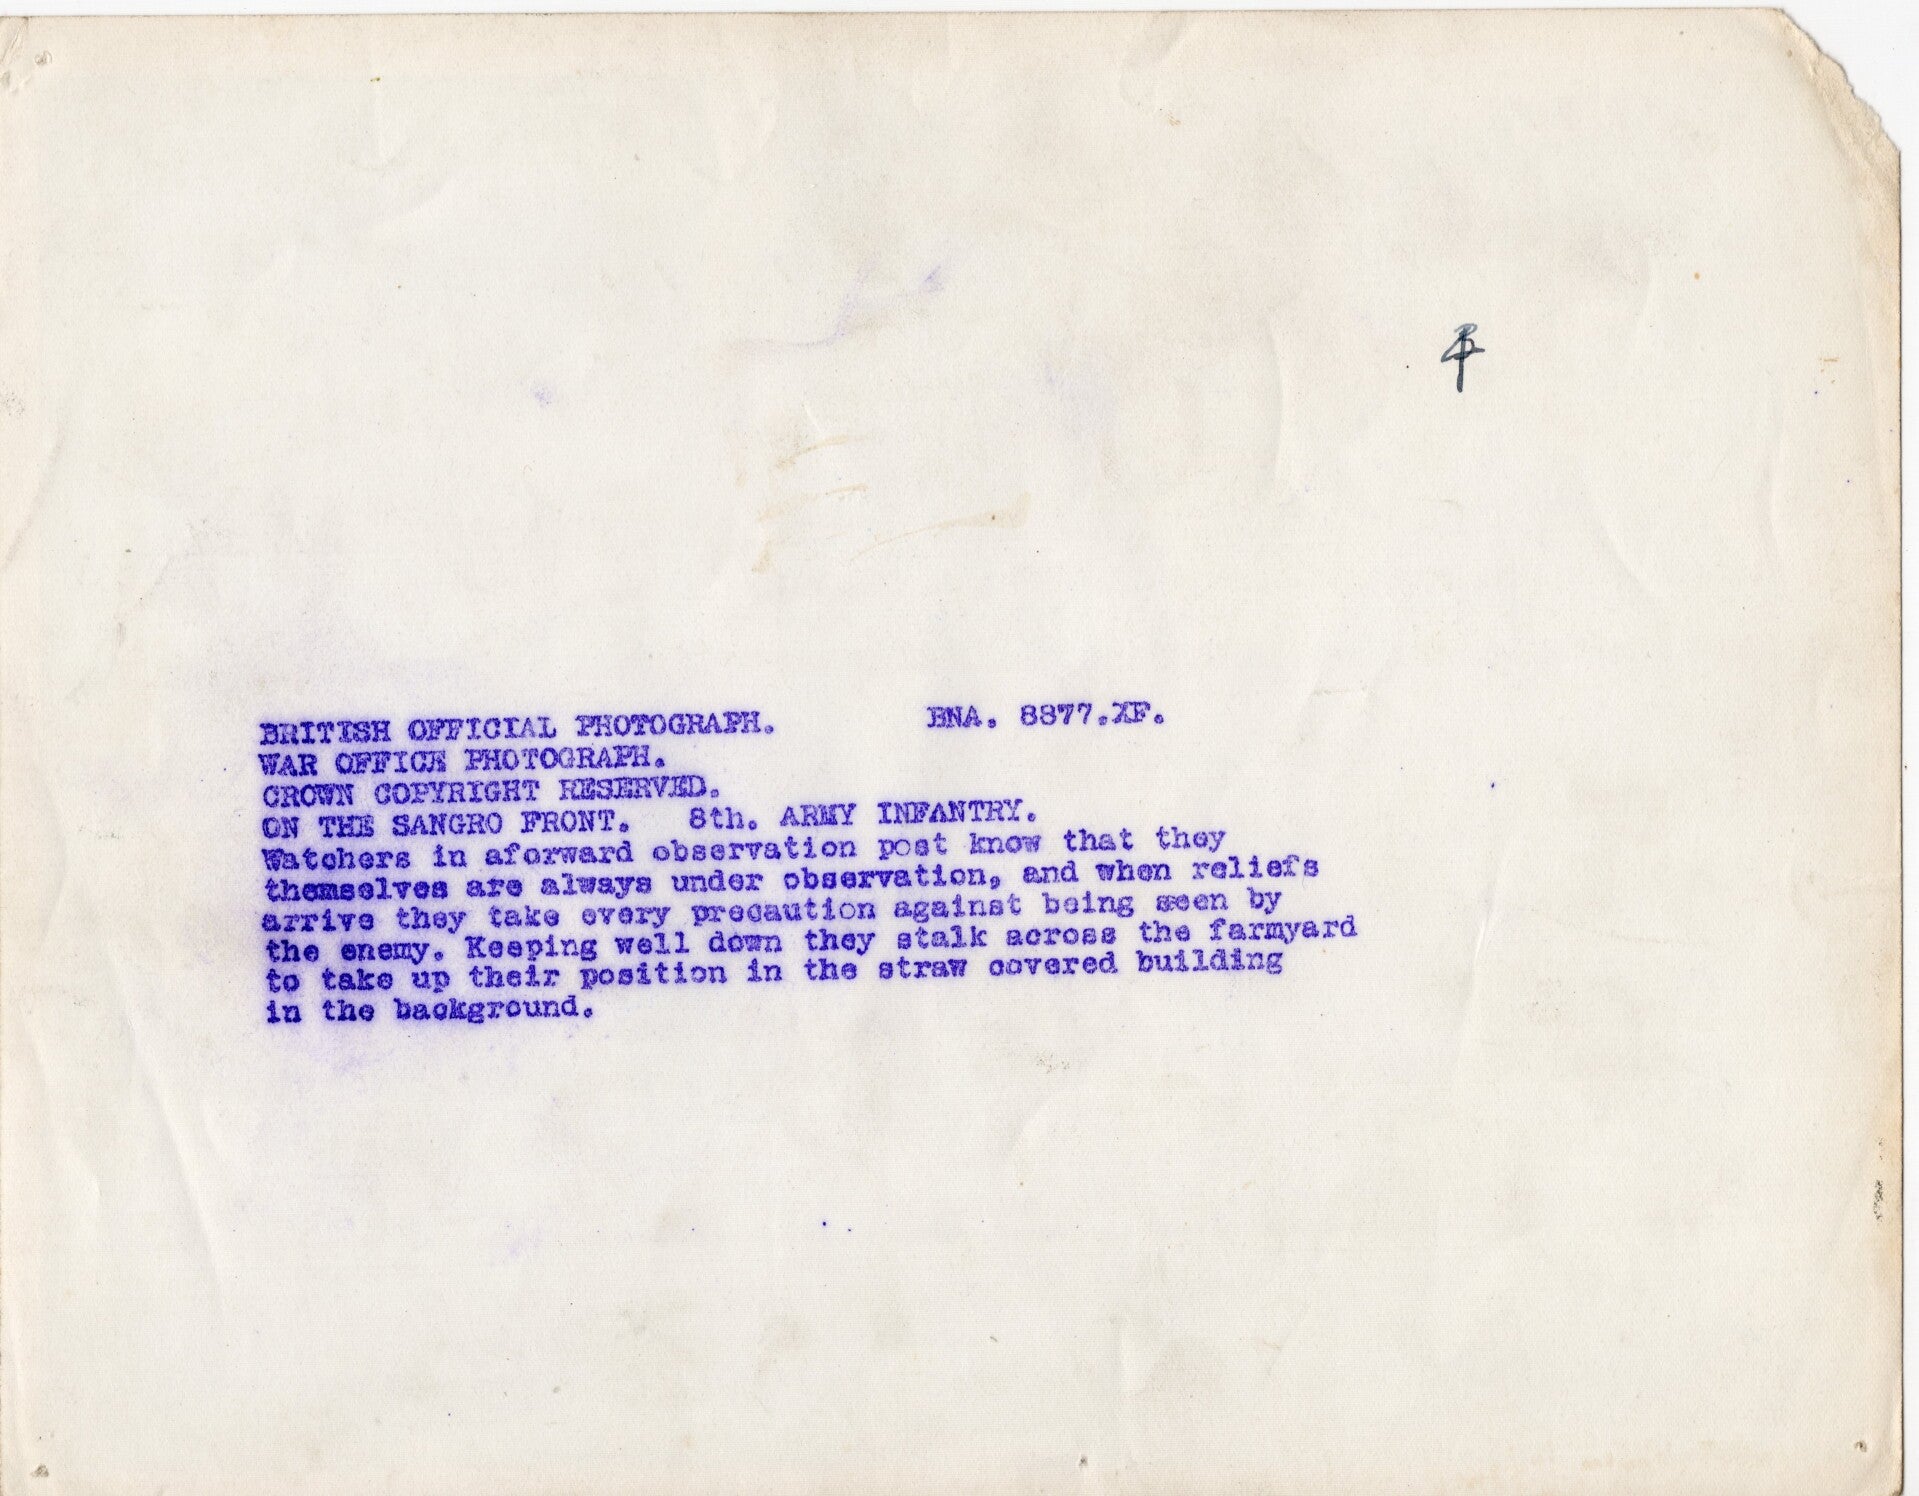 BRITISH OFFICIAL PHOTOGRAPH. BNA. 8877.XF.
WAR OFFICE PHOTOGRAPH.
CROWN COPYRIGHT RESERVED.
ON THE SANGRO FRONT. 8th. ARMY INFANTRY.
Watchers in aforward observation post know that they
themselves are always under observation, and when reliefs
arrive they take every precaution against being seen by
the enemy. Keeping well down they stalk across the farmyard
to take up their position in the straw covered building
in the background.